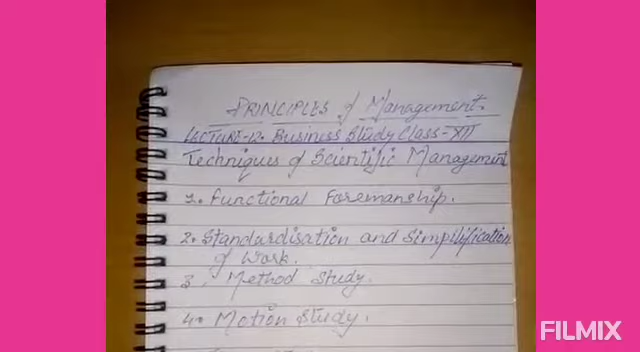 PRINCIPLES of Management.
LECTURE-12. Business Study Class-XII
Techniques of Scientific Management
1. Functional Foremanship.
2. Standardisation and Simplification
of Work.
3. Method Study.
4. Motion Study.
FILMIX